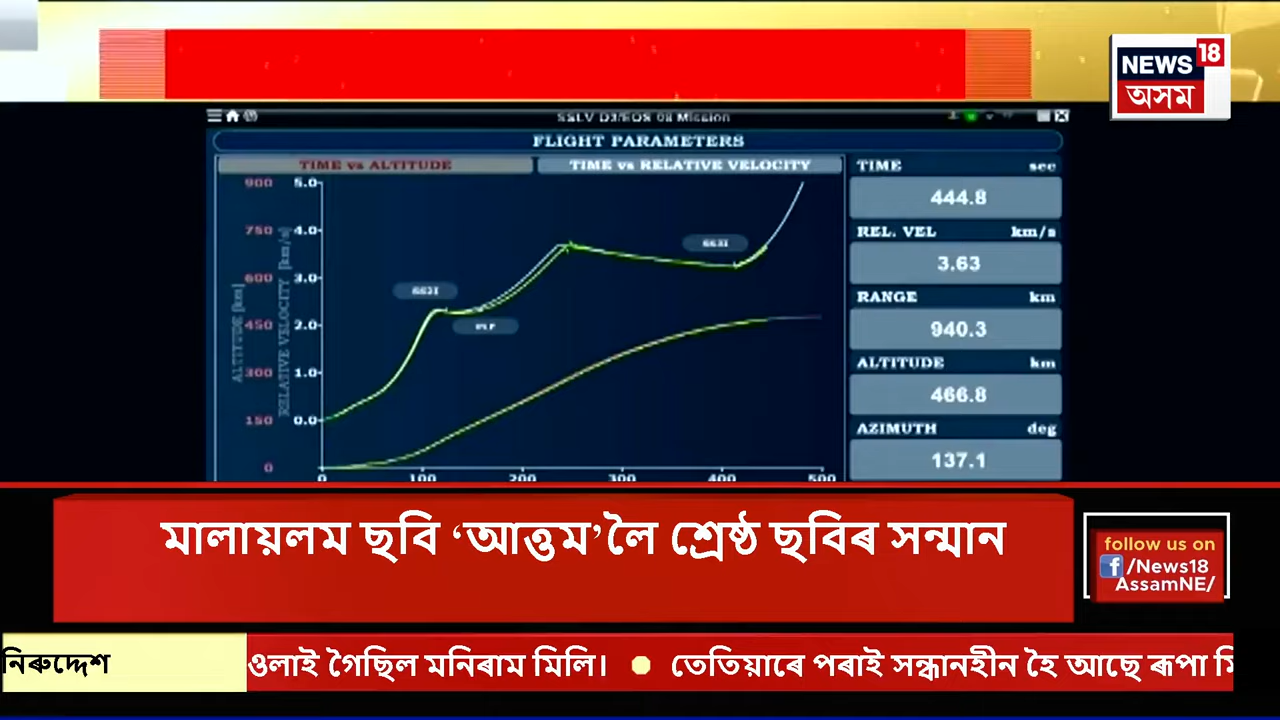 NEWS 18
অসম
SSLV D3/EOS 08 Mission
FLIGHT PARAMETERS
TIME vs ALTITUDE
TIME vs RELATIVE VELOCITY
ALTITUDE [km]
RELATIVE VELOCITY [km/s]
900 5.0
750 4.0
600 3.0
450 2.0
300 1.0
150 0.0
0
0 100 200 300 400 500
TIME sec
444.8
REL. VEL km/s
3.63
RANGE km
940.3
ALTITUDE km
466.8
AZIMUTH deg
137.1
মালায়লম ছবি ‘আত্তম’লৈ শ্ৰেষ্ঠ ছবিৰ সন্মান
follow us on
/News18
AssamNE/
নিৰুদ্দেশ
ওলাই গৈছিল মনিৰাম মিলি। তেতিয়াৰে পৰাই সন্ধানহীন হৈ আছে ৰূপা